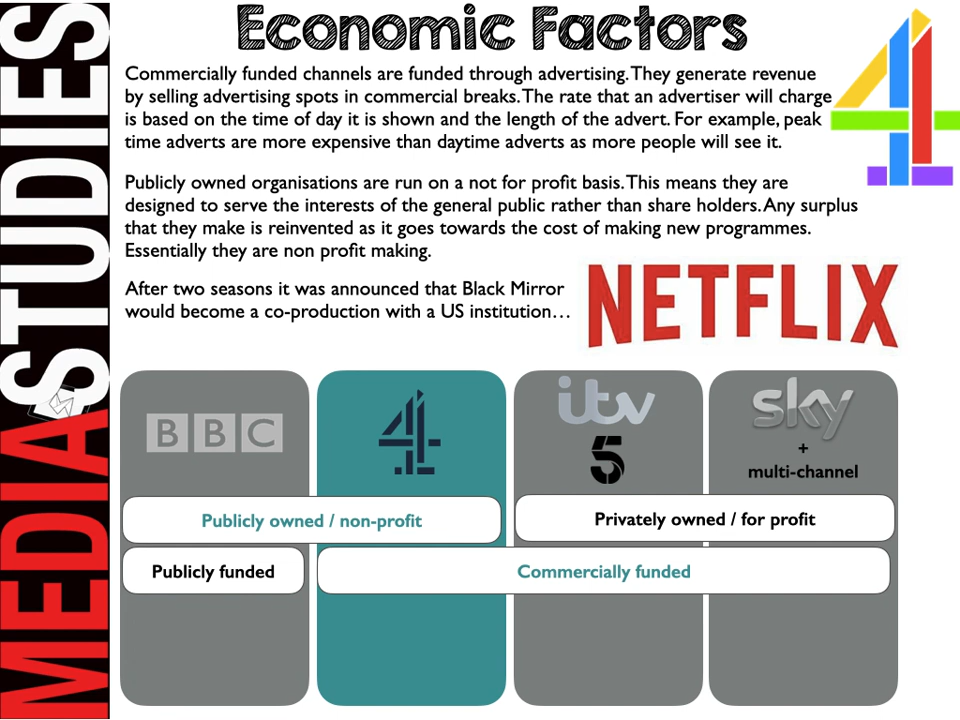 MEDIA STUDIES
Economic Factors
Commercially funded channels are funded through advertising. They generate revenue
by selling advertising spots in commercial breaks. The rate that an advertiser will charge
is based on the time of day it is shown and the length of the advert. For example, peak
time adverts are more expensive than daytime adverts as more people will see it.
Publicly owned organisations are run on a not for profit basis. This means they are
designed to serve the interests of the general public rather than share holders. Any surplus
that they make is reinvented as it goes towards the cost of making new programmes.
Essentially they are non profit making.
After two seasons it was announced that Black Mirror
would become a co-production with a US institution…
4
NETFLIX
BBC
4
itv
5
sky
+
multi-channel
Publicly owned / non-profit
Privately owned / for profit
Publicly funded
Commercially funded